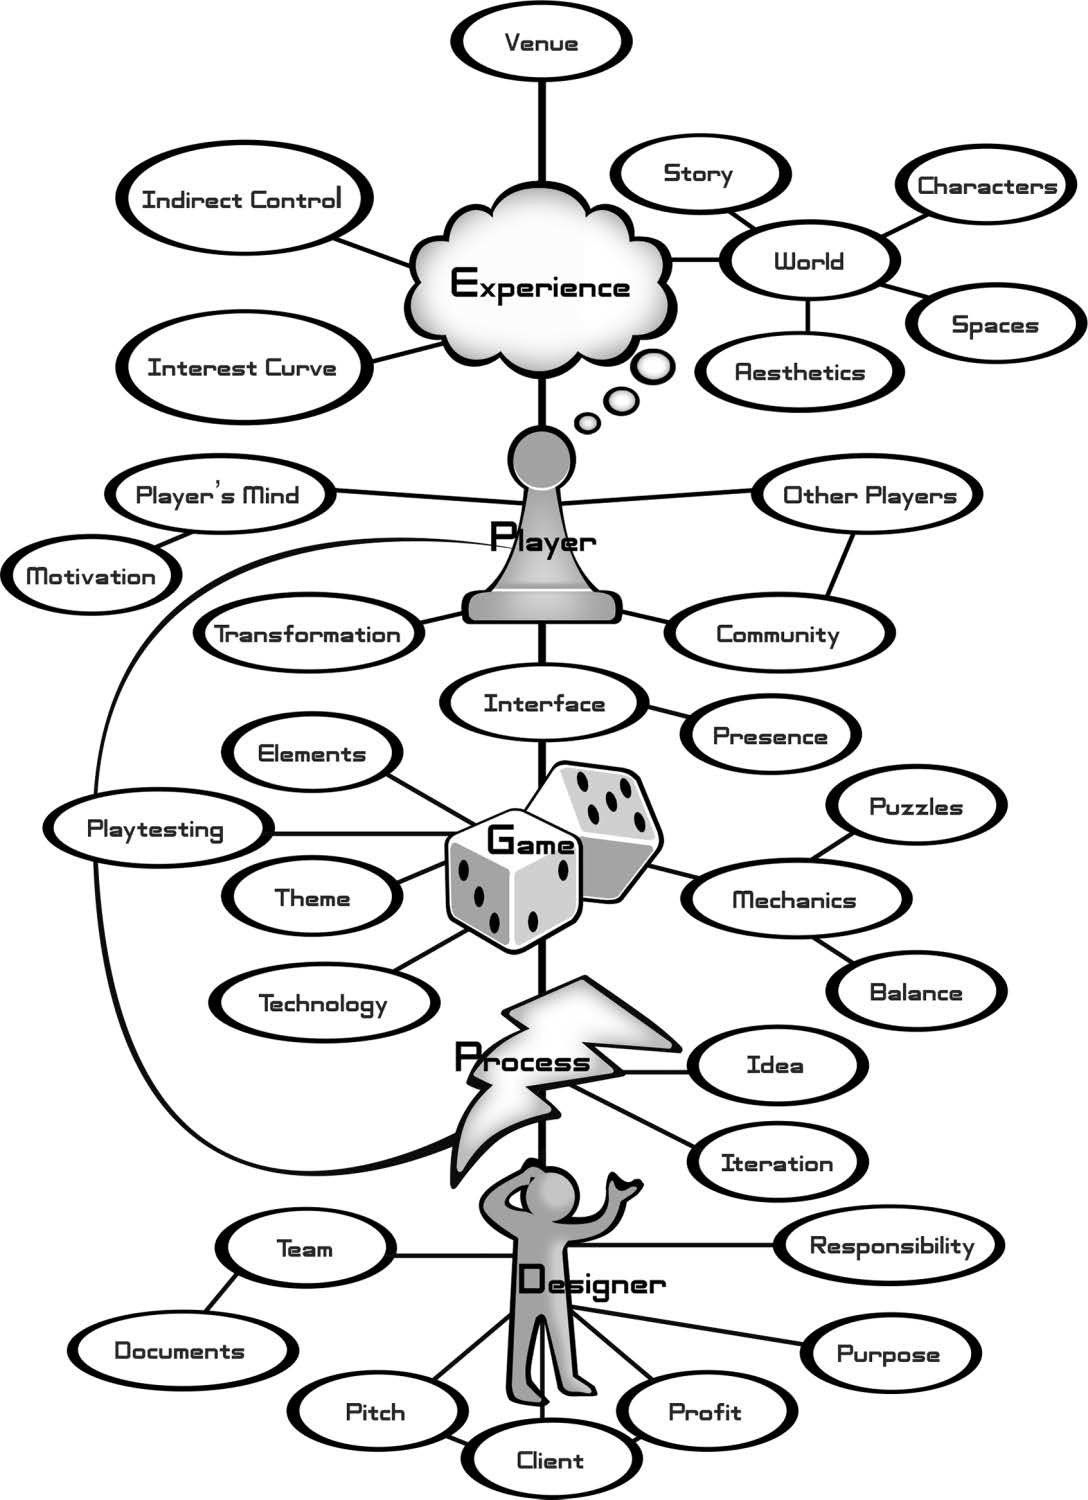 Venue
Story
Characters
Indirect Control
World
Experience
Spaces
Interest Curve
Aesthetics
Player's Mind
Other Players
Player
Motivation
Transformation
Community
Interface
Presence
Elements
Puzzles
Playtesting
Game
Theme
Mechanics
Technology
Balance
Process
Idea
Iteration
Team
Responsibility
Designer
Documents
Purpose
Pitch
Profit
Client